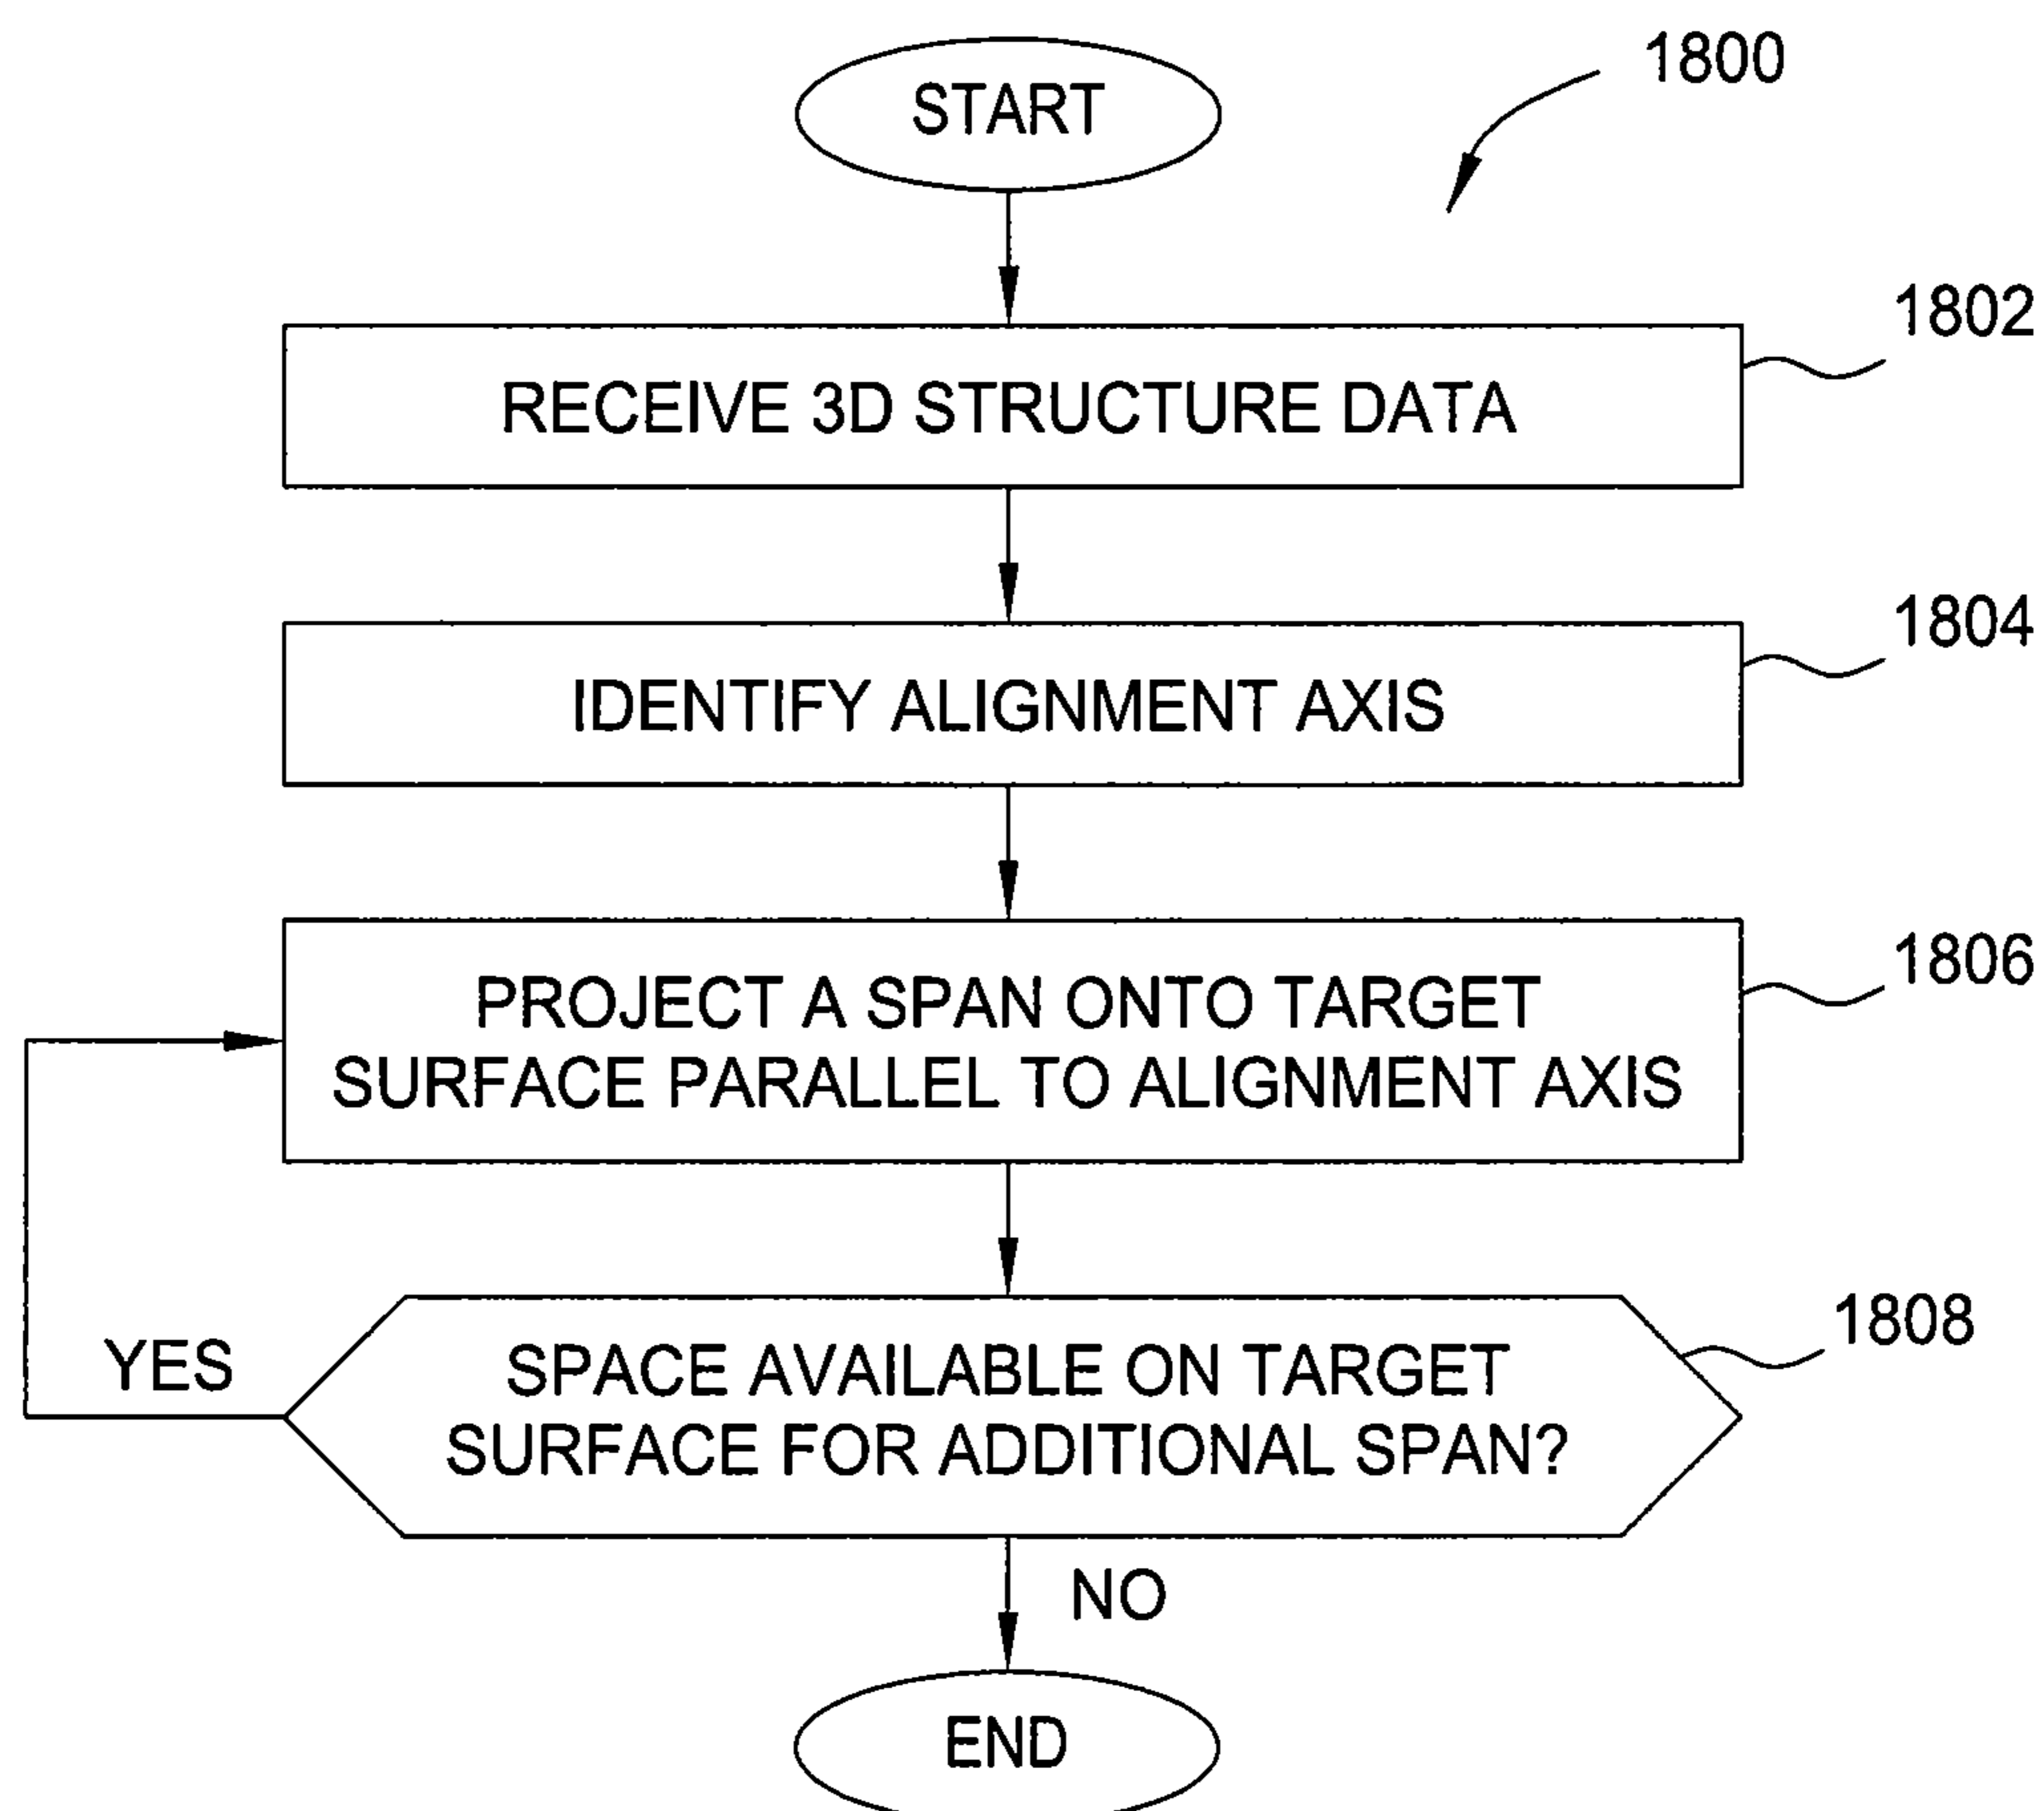 START
1800
1802
RECEIVE 3D STRUCTURE DATA
1804
IDENTIFY ALIGNMENT AXIS
1806
PROJECT A SPAN ONTO TARGET
SURFACE PARALLEL TO ALIGNMENT AXIS
1808
YES
SPACE AVAILABLE ON TARGET
SURFACE FOR ADDITIONAL SPAN?
NO
END